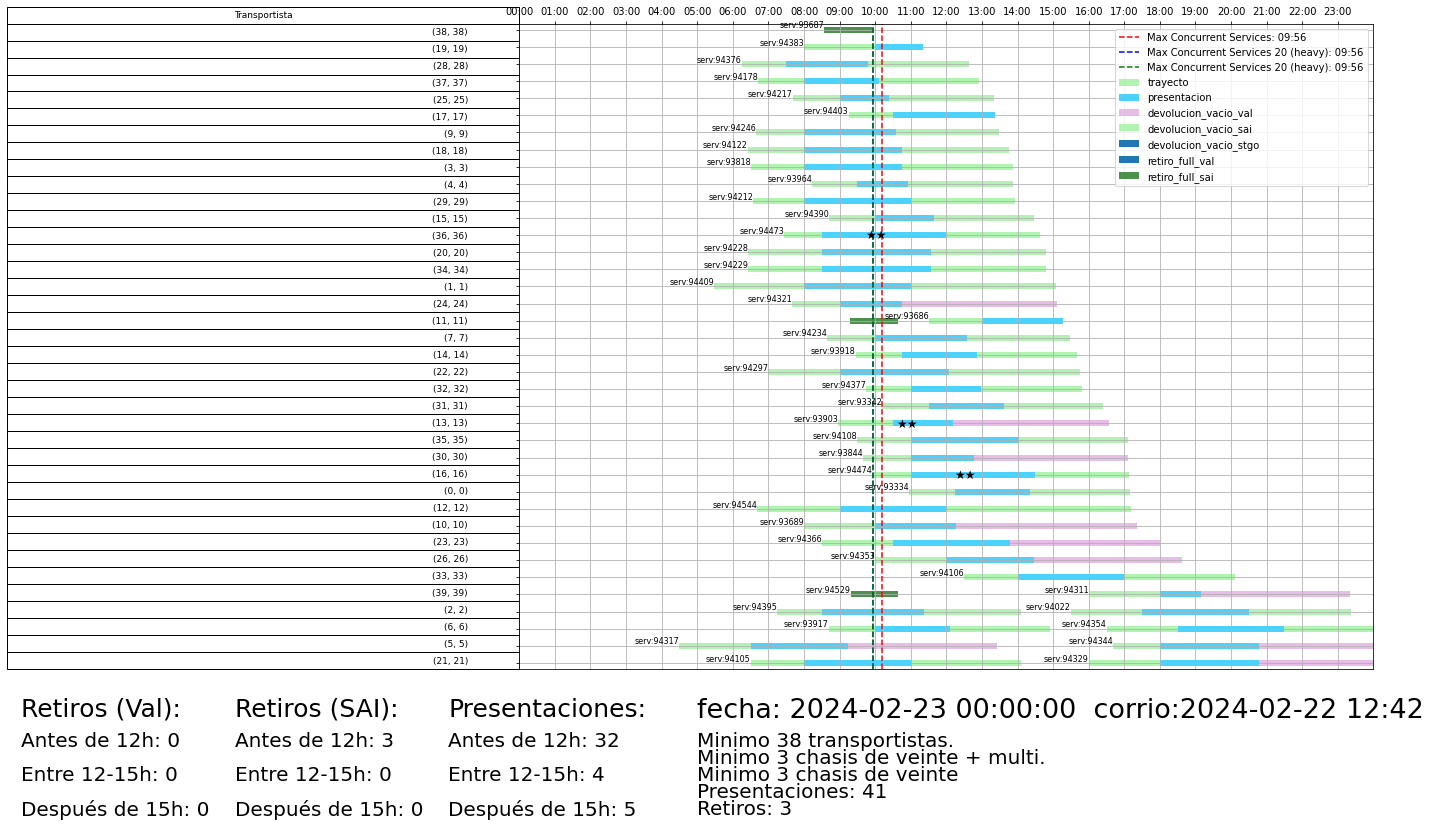 Transportista
00:00 01:00 02:00 03:00 04:00 05:00 06:00 07:00 08:00 09:00 10:00 11:00 12:00 13:00 14:00 15:00 16:00 17:00 18:00 19:00 20:00 21:00 22:00 23:00
Max Concurrent Services: 09:56
Max Concurrent Services 20 (heavy): 09:56
Max Concurrent Services 20 (heavy): 09:56
trayecto
presentacion
devolucion_vacio_val
devolucion_vacio_sai
devolucion_vacio_stgo
retiro_full_val
retiro_full_sai
(38, 38) serv:93687
(19, 19) serv:94383
(28, 28) serv:94376
(37, 37) serv:94178
(25, 25) serv:94217
(17, 17) serv:94403
(9, 9) serv:94246
(18, 18) serv:94122
(3, 3) serv:93818
(4, 4) serv:93964
(29, 29) serv:94212
(15, 15) serv:94390
(36, 36) serv:94473
(20, 20) serv:94228
(34, 34) serv:94229
(1, 1) serv:94409
(24, 24) serv:94321
(11, 11) serv:93686
(7, 7) serv:94234
(14, 14) serv:93918
(22, 22) serv:94297
(32, 32) serv:94377
(31, 31) serv:93342
(13, 13) serv:93903
(35, 35) serv:94108
(30, 30) serv:93844
(16, 16) serv:94474
(0, 0) serv:93334
(12, 12) serv:94544
(10, 10) serv:93689
(23, 23) serv:94366
(26, 26) serv:94353
(33, 33) serv:94106
(39, 39) serv:94529 serv:94311
(2, 2) serv:94395 serv:94022
(6, 6) serv:93917 serv:94354
(5, 5) serv:94317 serv:94344
(21, 21) serv:94105 serv:94329
Retiros (Val):
Antes de 12h: 0
Entre 12-15h: 0
Después de 15h: 0
Retiros (SAI):
Antes de 12h: 3
Entre 12-15h: 0
Después de 15h: 0
Presentaciones:
Antes de 12h: 32
Entre 12-15h: 4
Después de 15h: 5
fecha: 2024-02-23 00:00:00 corrio:2024-02-22 12:42
Minimo 38 transportistas.
Minimo 3 chasis de veinte + multi.
Minimo 3 chasis de veinte
Presentaciones: 41
Retiros: 3